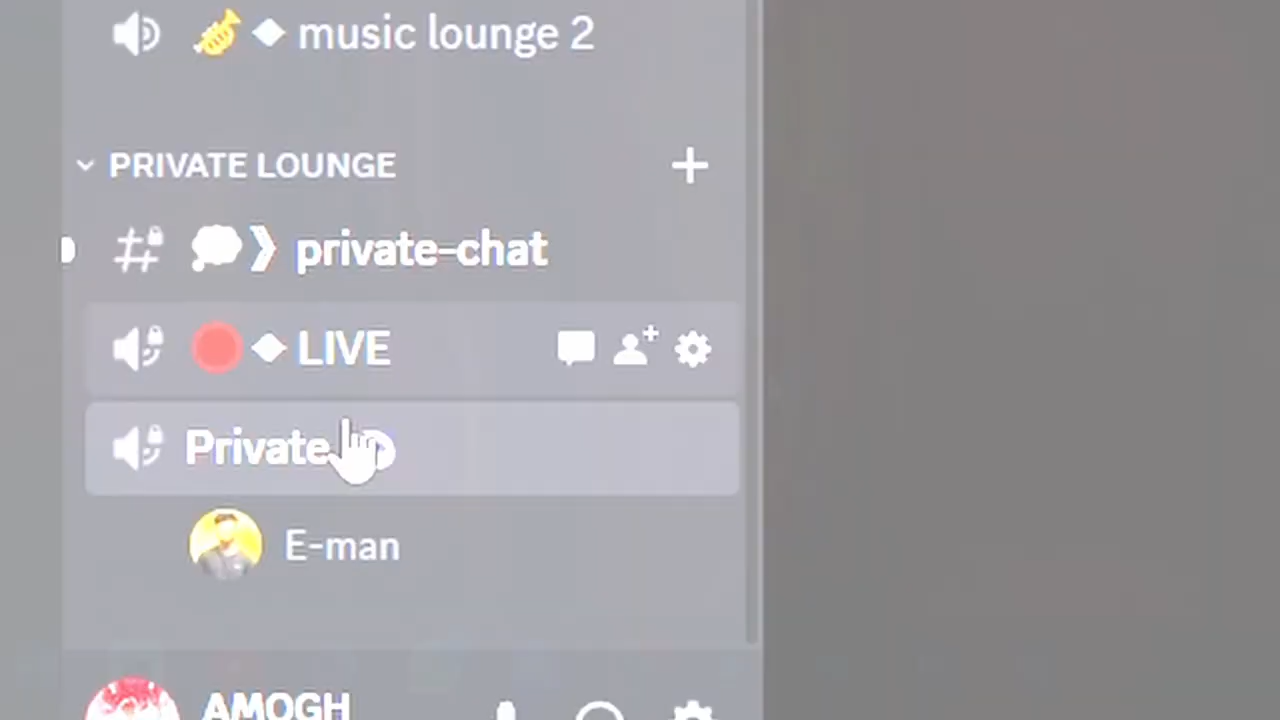 music lounge 2
PRIVATE LOUNGE
private-chat
LIVE
Private
E-man
AMOGH